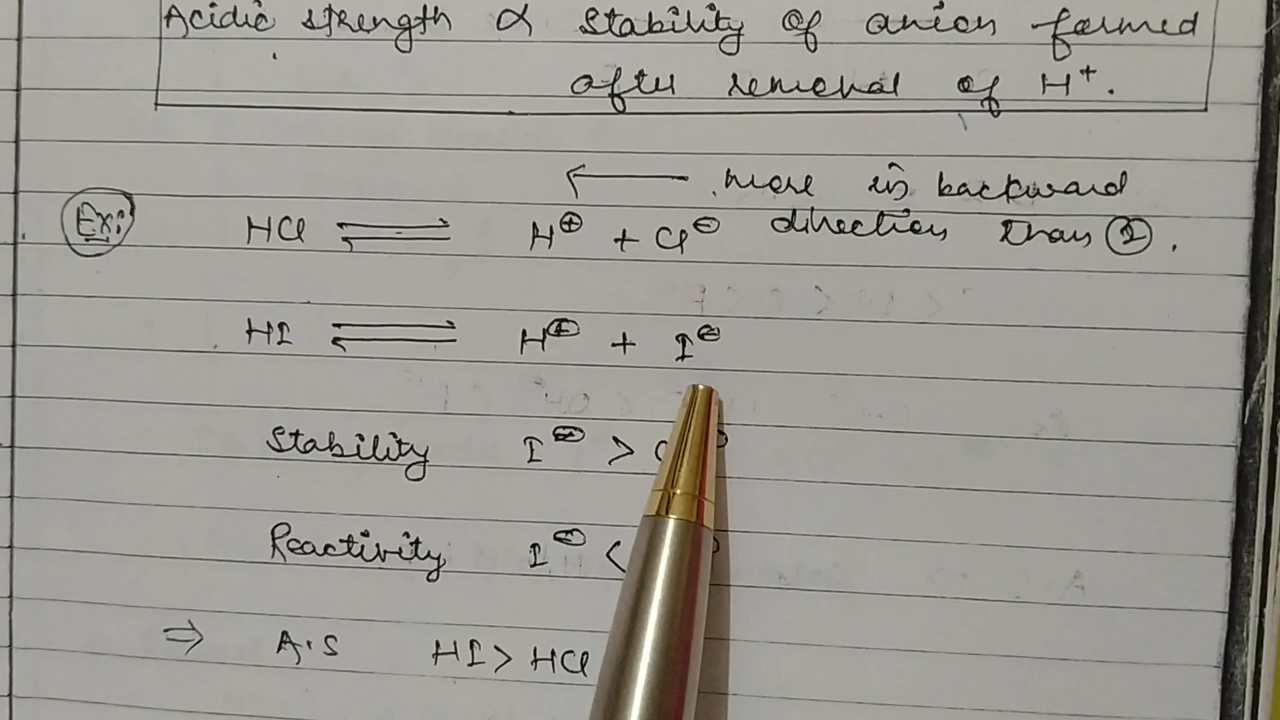 Acidic strength ∝ Stability of anion formed
after removal of H⁺.
← more in backward
Ex: HCl ⇌ H⊕ + Cl⊖ direction than ②.
HI ⇌ H⊕ + I⊖
Stability I⊖ >
Reactivity I⊖ <
⇒ A.S HI > HCl